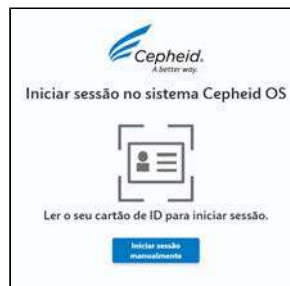 Cepheid.
A better way.
Iniciar sessão no sistema Cepheid OS
Ler o seu cartão de ID para iniciar sessão.
Iniciar sessão
manualmente